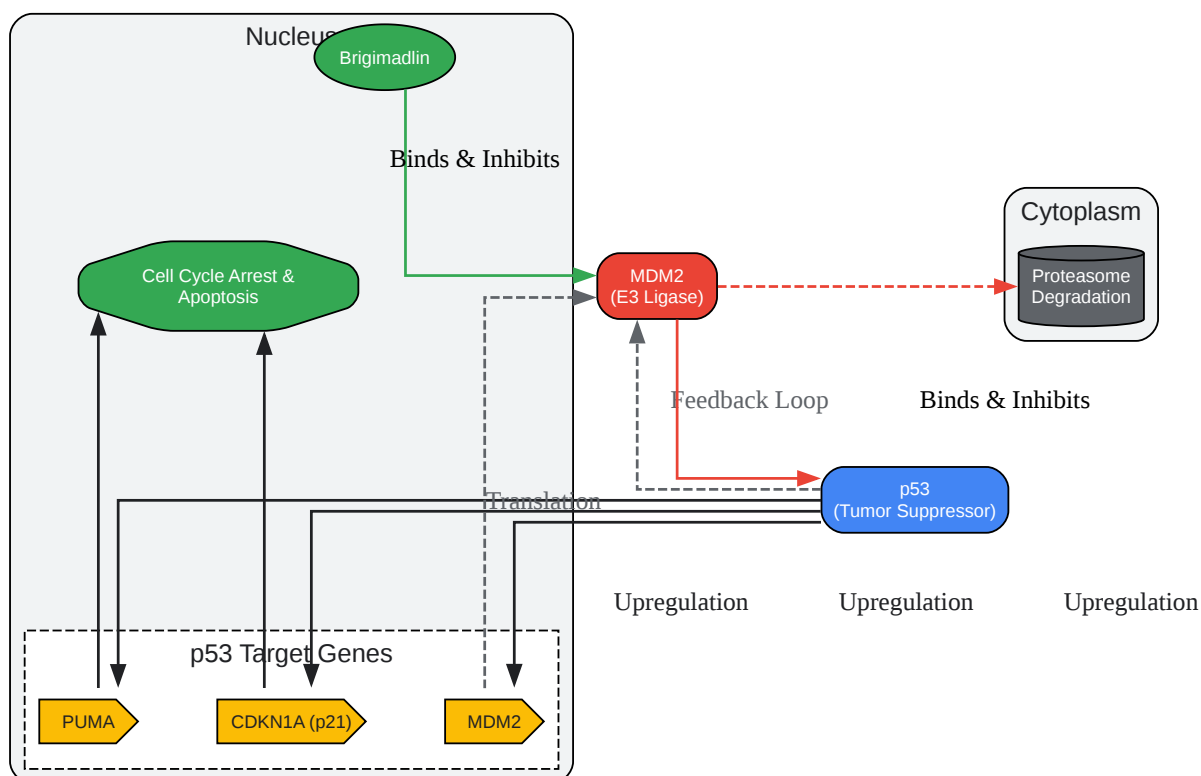 Nucleus
Brigimadlin
Binds & Inhibits
Cytoplasm
Cell Cycle Arrest &
Apoptosis
MDM2
(E3 Ligase)
Proteasome
Degradation
Feedback Loop
Binds & Inhibits
p53
(Tumor Suppressor)
Translation
Upregulation
Upregulation
Upregulation
p53 Target Genes
PUMA
CDKN1A (p21)
MDM2